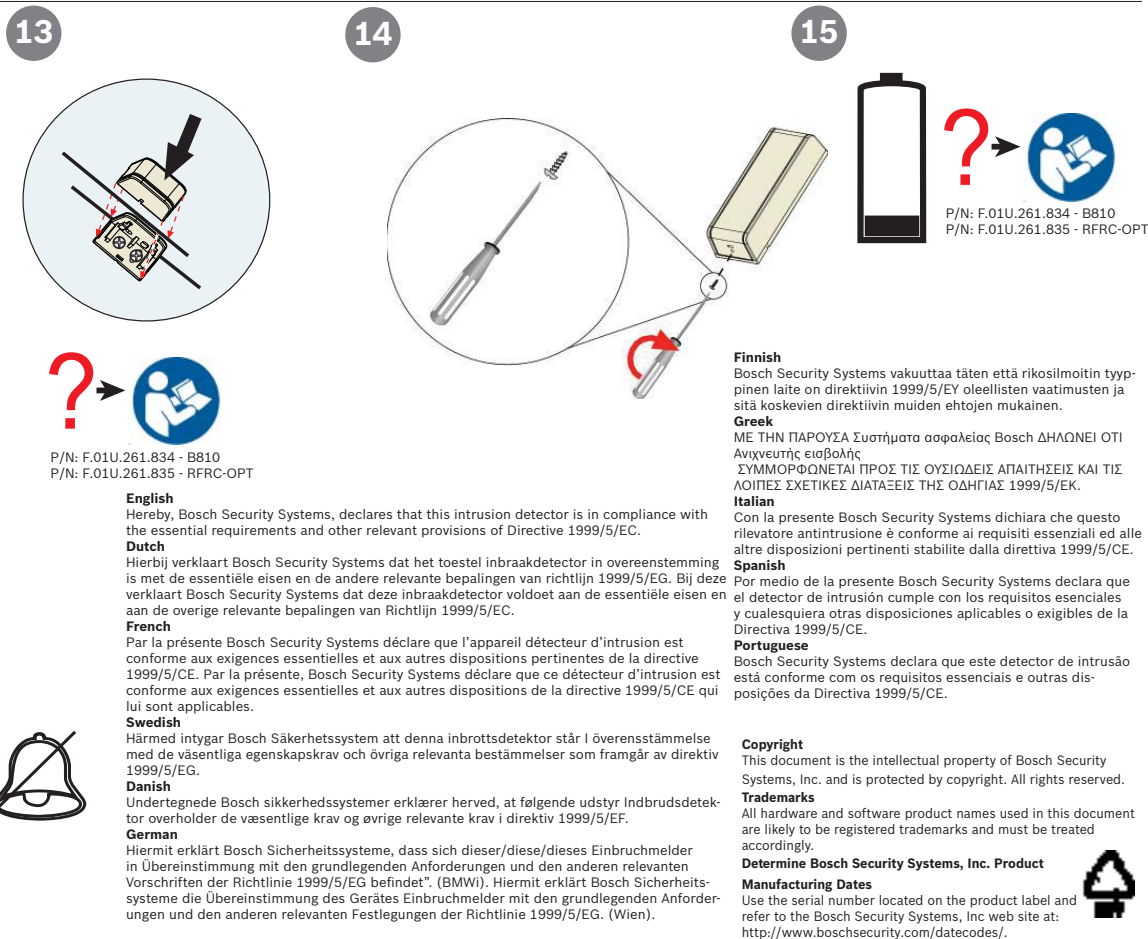 13
14
15
P/N: F.01U.261.834 - B810
P/N: F.01U.261.835 - RFRC-OPT
?
?
P/N: F.01U.261.834 - B810
P/N: F.01U.261.835 - RFRC-OPT
English
Hereby, Bosch Security Systems, declares that this intrusion detector is in compliance with
the essential requirements and other relevant provisions of Directive 1999/5/EC.
Dutch
Hierbij verklaart Bosch Security Systems dat het toestel inbraakdetector in overeenstemming
is met de essentiële eisen en de andere relevante bepalingen van richtlijn 1999/5/EG. Bij deze
verklaart Bosch Security Systems dat deze inbraakdetector voldoet aan de essentiële eisen en
aan de overige relevante bepalingen van Richtlijn 1999/5/EC.
French
Par la présente Bosch Security Systems déclare que l'appareil détecteur d'intrusion est
conforme aux exigences essentielles et aux autres dispositions pertinentes de la directive
1999/5/CE. Par la présente, Bosch Security Systems déclare que ce détecteur d'intrusion est
conforme aux exigences essentielles et aux autres dispositions de la directive 1999/5/CE qui
lui sont applicables.
Swedish
Härmed intygar Bosch Säkerhetssystem att denna inbrottsdetektor står I överensstämmelse
med de väsentliga egenskapskrav och övriga relevanta bestämmelser som framgår av direktiv
1999/5/EG.
Danish
Undertegnede Bosch sikkerhedssystemer erklærer herved, at følgende udstyr Indbrudsdetek-
tor overholder de væsentlige krav og øvrige relevante krav i direktiv 1999/5/EF.
German
Hiermit erklärt Bosch Sicherheitssysteme, dass sich dieser/diese/dieses Einbruchmelder
in Übereinstimmung mit den grundlegenden Anforderungen und den anderen relevanten
Vorschriften der Richtlinie 1999/5/EG befindet". (BMWi). Hiermit erklärt Bosch Sicherheits-
systeme die Übereinstimmung des Gerätes Einbruchmelder mit den grundlegenden Anforder-
ungen und den anderen relevanten Festlegungen der Richtlinie 1999/5/EG. (Wien).
Finnish
Bosch Security Systems vakuuttaa täten että rikosilmoitin tyyp-
pinen laite on direktiivin 1999/5/EY oleellisten vaatimusten ja
sitä koskevien direktiivin muiden ehtojen mukainen.
Greek
ΜΕ ΤΗΝ ΠΑΡΟΥΣΑ Συστήματα ασφαλείας Bosch ΔΗΛΩΝΕΙ ΟΤΙ
Ανιχνευτής εισβολής
ΣΥΜΜΟΡΦΩΝΕΤΑΙ ΠΡΟΣ ΤΙΣ ΟΥΣΙΩΔΕΙΣ ΑΠΑΙΤΗΣΕΙΣ ΚΑΙ ΤΙΣ
ΛΟΙΠΕΣ ΣΧΕΤΙΚΕΣ ΔΙΑΤΑΞΕΙΣ ΤΗΣ ΟΔΗΓΙΑΣ 1999/5/ΕΚ.
Italian
Con la presente Bosch Security Systems dichiara che questo
rilevatore antintrusione è conforme ai requisiti essenziali ed alle
altre disposizioni pertinenti stabilite dalla direttiva 1999/5/CE.
Spanish
Por medio de la presente Bosch Security Systems declara que
el detector de intrusión cumple con los requisitos esenciales
y cualesquiera otras disposiciones aplicables o exigibles de la
Directiva 1999/5/CE.
Portuguese
Bosch Security Systems declara que este detector de intrusão
está conforme com os requisitos essenciais e outras dis-
posições da Directiva 1999/5/CE.
Copyright
This document is the intellectual property of Bosch Security
Systems, Inc. and is protected by copyright. All rights reserved.
Trademarks
All hardware and software product names used in this document
are likely to be registered trademarks and must be treated
accordingly.
Determine Bosch Security Systems, Inc. Product
Manufacturing Dates
Use the serial number located on the product label and
refer to the Bosch Security Systems, Inc web site at:
http://www.boschsecurity.com/datecodes/.